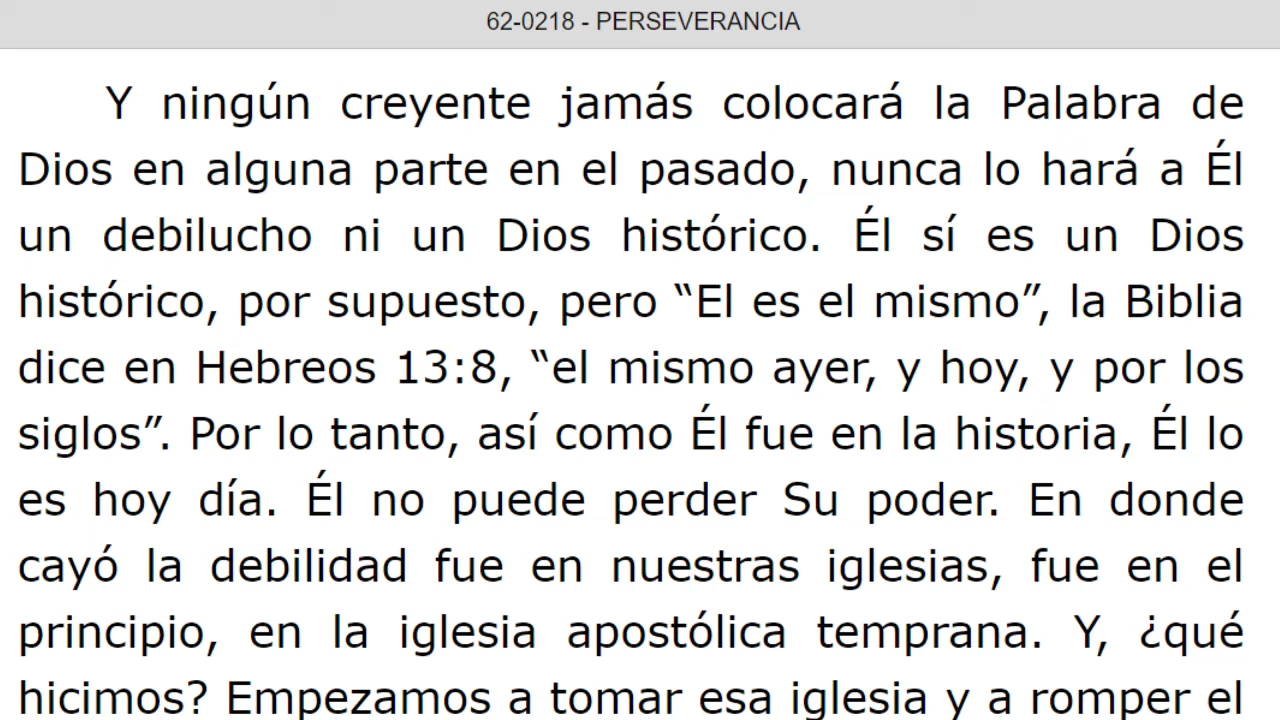 62-0218 - PERSEVERANCIA
Y ningún creyente jamás colocará la Palabra de
Dios en alguna parte en el pasado, nunca lo hará a Él
un debilucho ni un Dios histórico. Él sí es un Dios
histórico, por supuesto, pero “El es el mismo”, la Biblia
dice en Hebreos 13:8, “el mismo ayer, y hoy, y por los
siglos”. Por lo tanto, así como Él fue en la historia, Él lo
es hoy día. Él no puede perder Su poder. En donde
cayó la debilidad fue en nuestras iglesias, fue en el
principio, en la iglesia apostólica temprana. Y, ¿qué
hicimos? Empezamos a tomar esa iglesia y a romper el